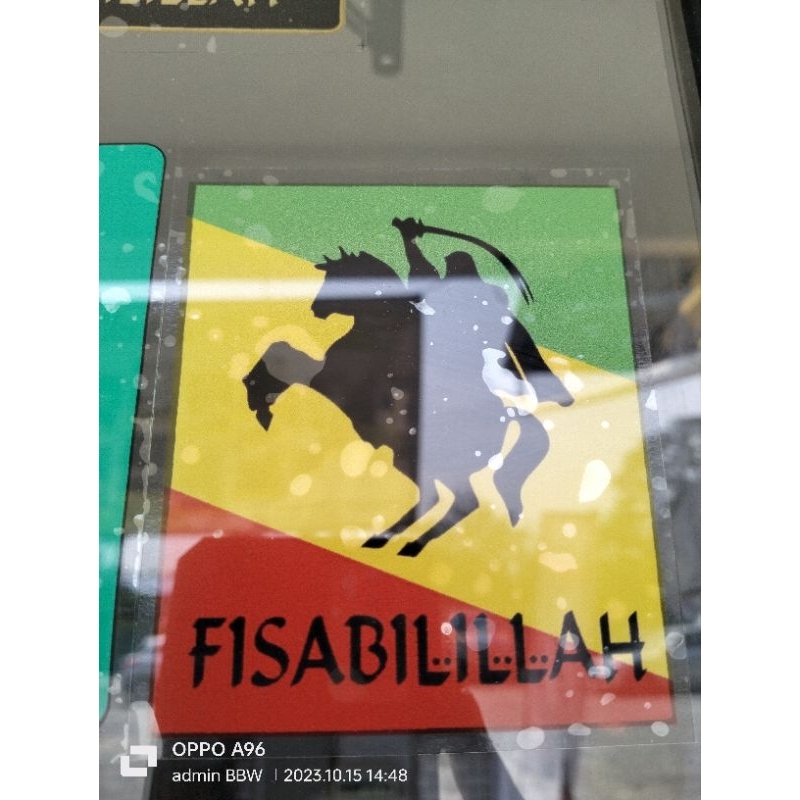 FISABILILLAH
OPPO A96
admin BBW | 2023.10.15 14:48